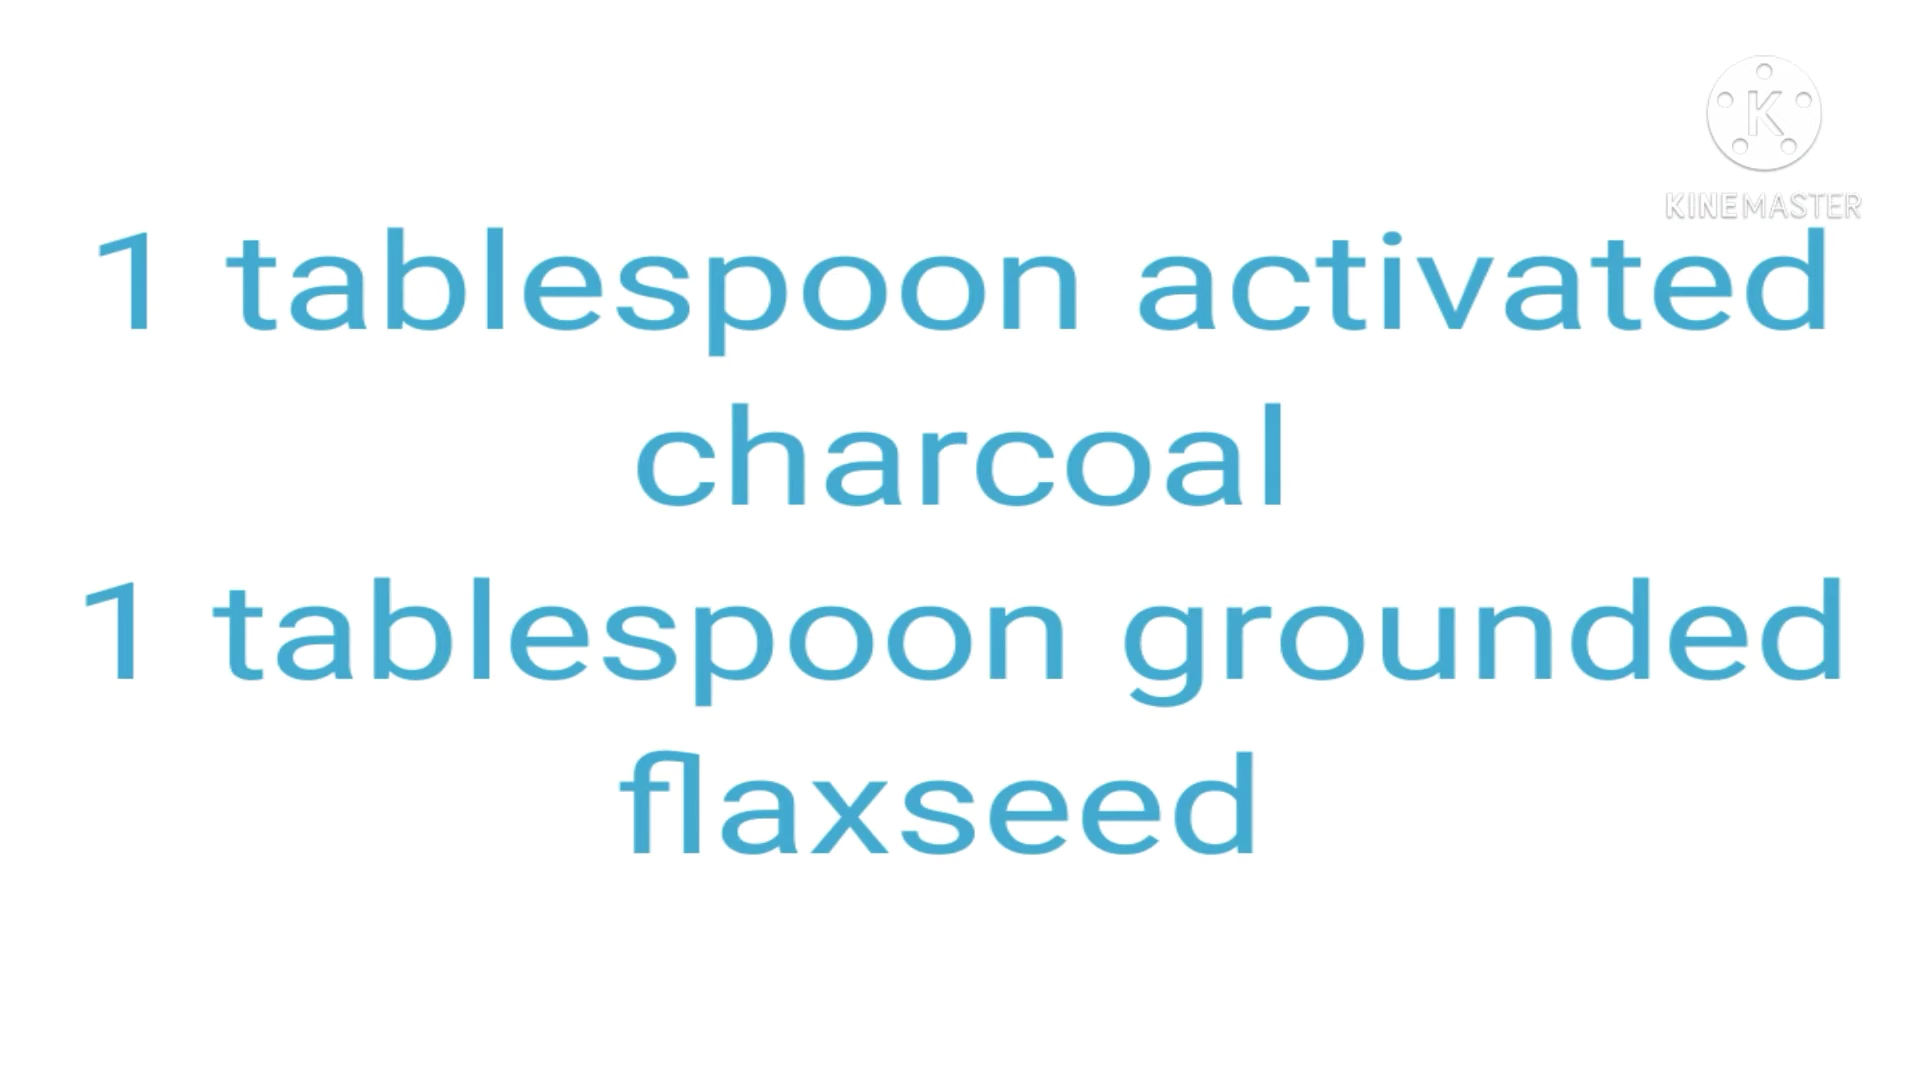 K
KINEMASTER
1 tablespoon activated
charcoal
1 tablespoon grounded
flaxseed